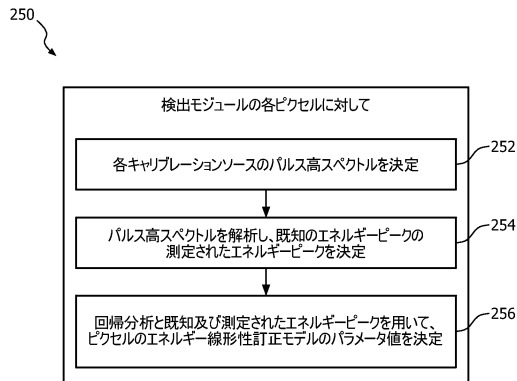 250
検出モジュールの各ピクセルに対して
各キャリブレーションソースのパルス高スペクトルを決定
252
パルス高スペクトルを解析し、既知のエネルギーピークの
測定されたエネルギーピークを決定
254
回帰分析と既知及び測定されたエネルギーピークを用いて、
ピクセルのエネルギー線形性訂正モデルのパラメータ値を決定
256